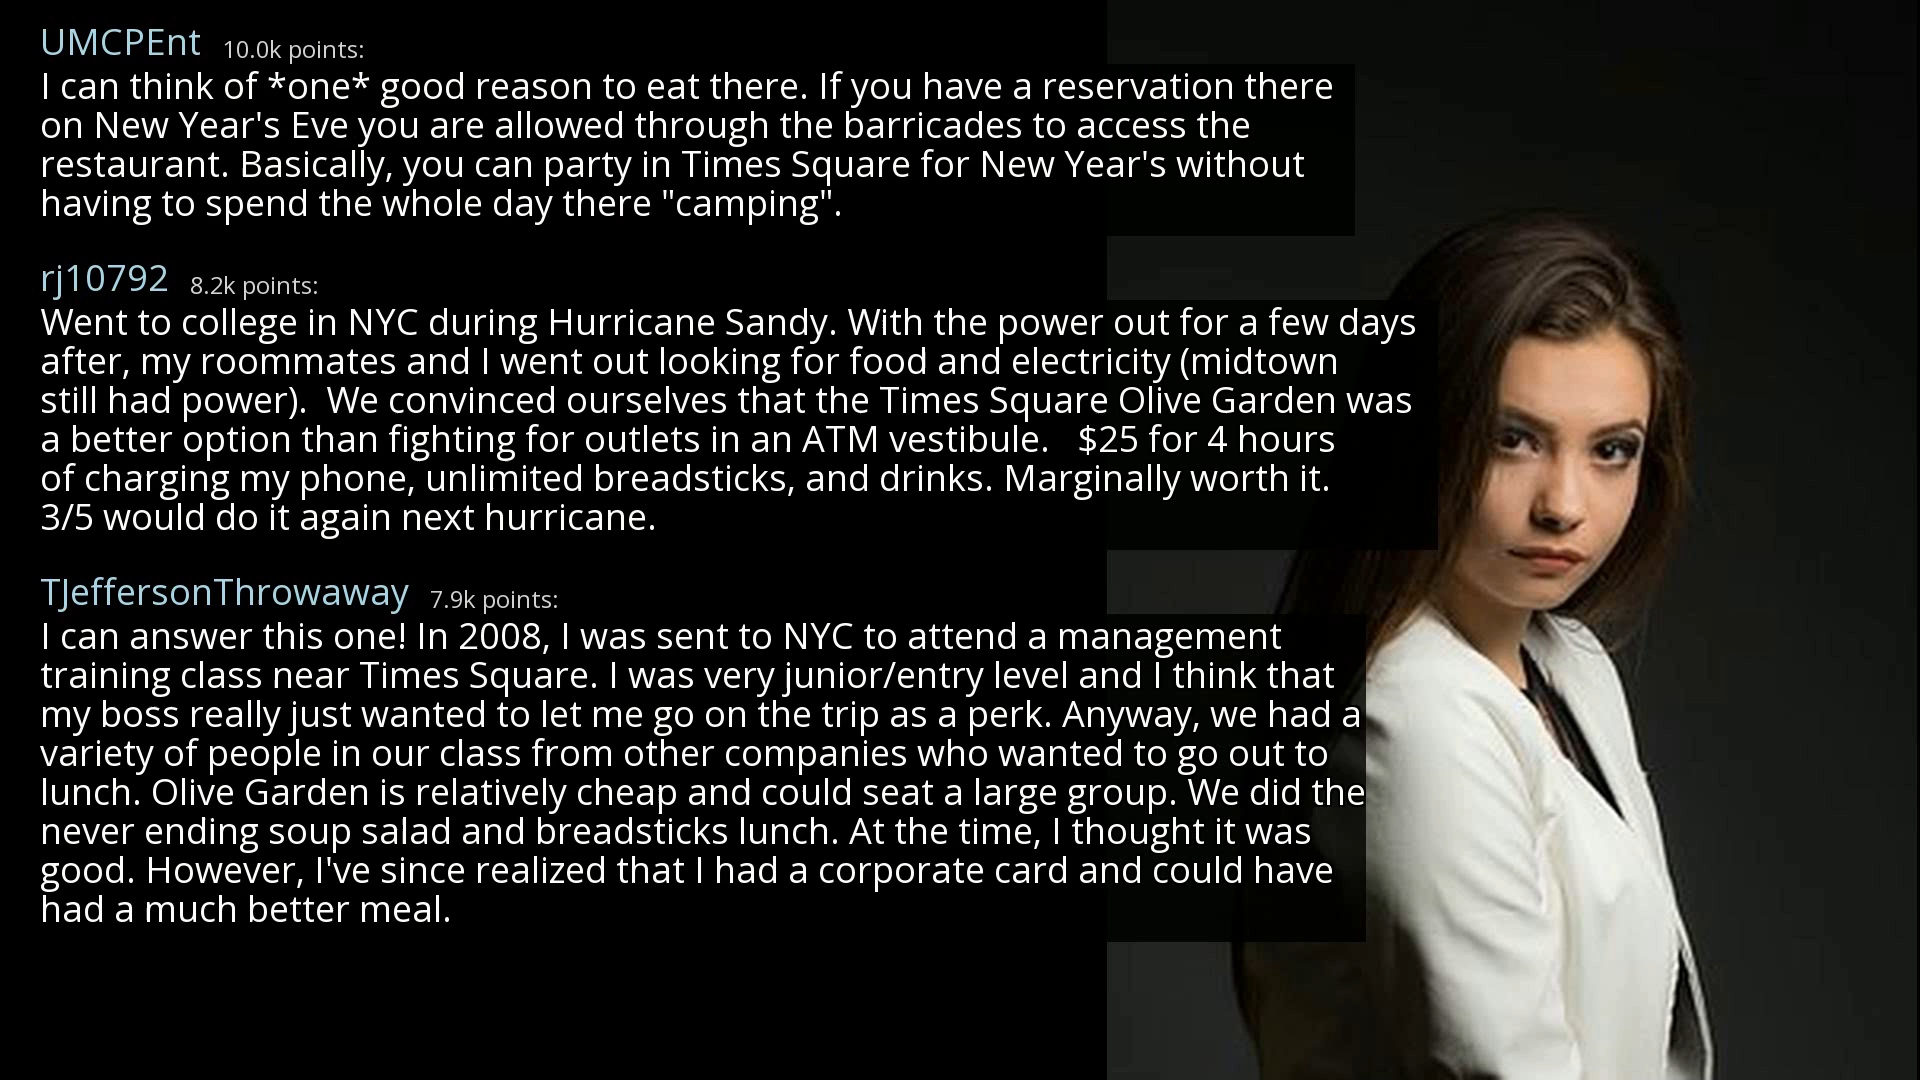 UMCPEnt 10.0k points:
I can think of *one* good reason to eat there. If you have a reservation there
on New Year's Eve you are allowed through the barricades to access the
restaurant. Basically, you can party in Times Square for New Year's without
having to spend the whole day there "camping".
rj10792 8.2k points:
Went to college in NYC during Hurricane Sandy. With the power out for a few days
after, my roommates and I went out looking for food and electricity (midtown
still had power).  We convinced ourselves that the Times Square Olive Garden was
a better option than fighting for outlets in an ATM vestibule.   $25 for 4 hours
of charging my phone, unlimited breadsticks, and drinks. Marginally worth it.
3/5 would do it again next hurricane.
TJeffersonThrowaway 7.9k points:
I can answer this one! In 2008, I was sent to NYC to attend a management
training class near Times Square. I was very junior/entry level and I think that
my boss really just wanted to let me go on the trip as a perk. Anyway, we had a
variety of people in our class from other companies who wanted to go out to
lunch. Olive Garden is relatively cheap and could seat a large group. We did the
never ending soup salad and breadsticks lunch. At the time, I thought it was
good. However, I've since realized that I had a corporate card and could have
had a much better meal.